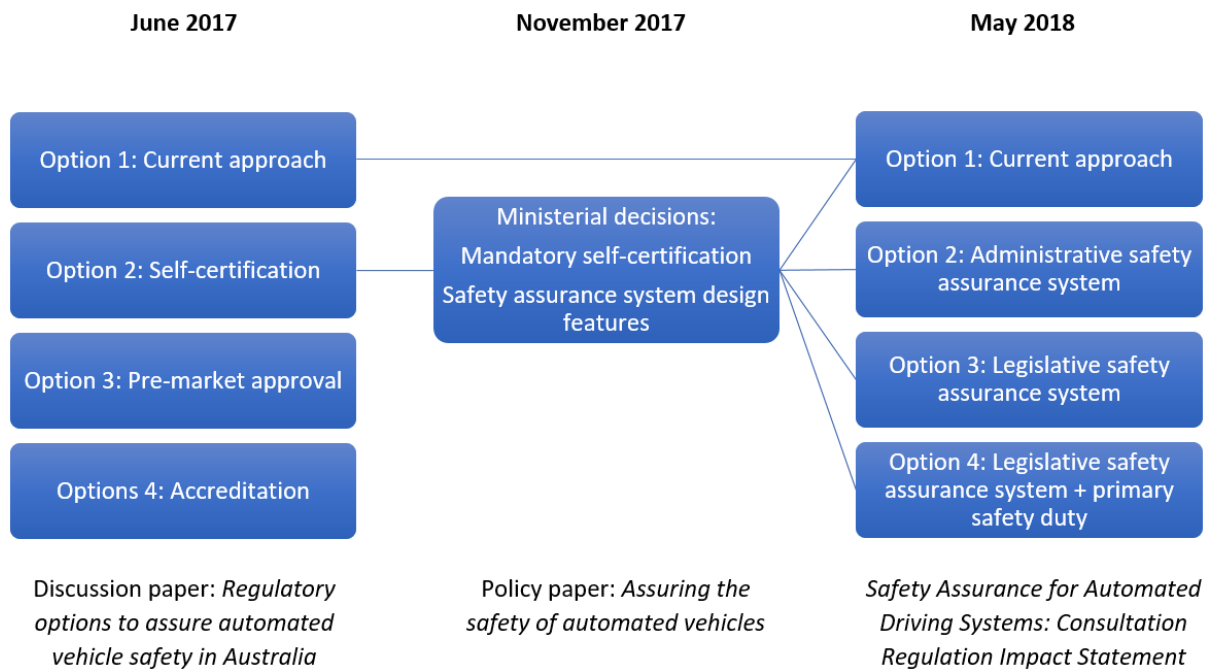 June 2017
November 2017
May 2018
Option 1: Current approach
Option 2: Self-certification
Option 3: Pre-market approval
Options 4: Accreditation
Ministerial decisions:
Mandatory self-certification
Safety assurance system design
features
Option 1: Current approach
Option 2: Administrative safety
assurance system
Option 3: Legislative safety
assurance system
Option 4: Legislative safety
assurance system + primary
safety duty
Discussion paper: Regulatory
options to assure automated
vehicle safety in Australia
Policy paper: Assuring the
safety of automated vehicles
Safety Assurance for Automated
Driving Systems: Consultation
Regulation Impact Statement